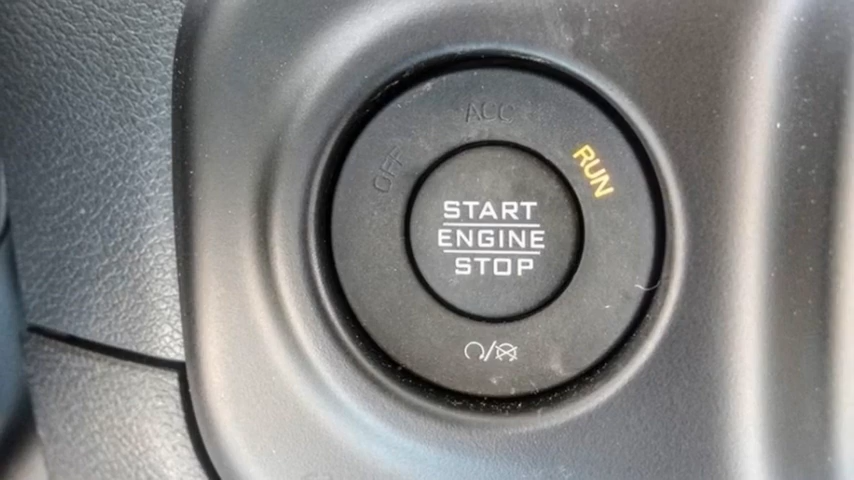 ACC
OFF
RUN
START
ENGINE
STOP